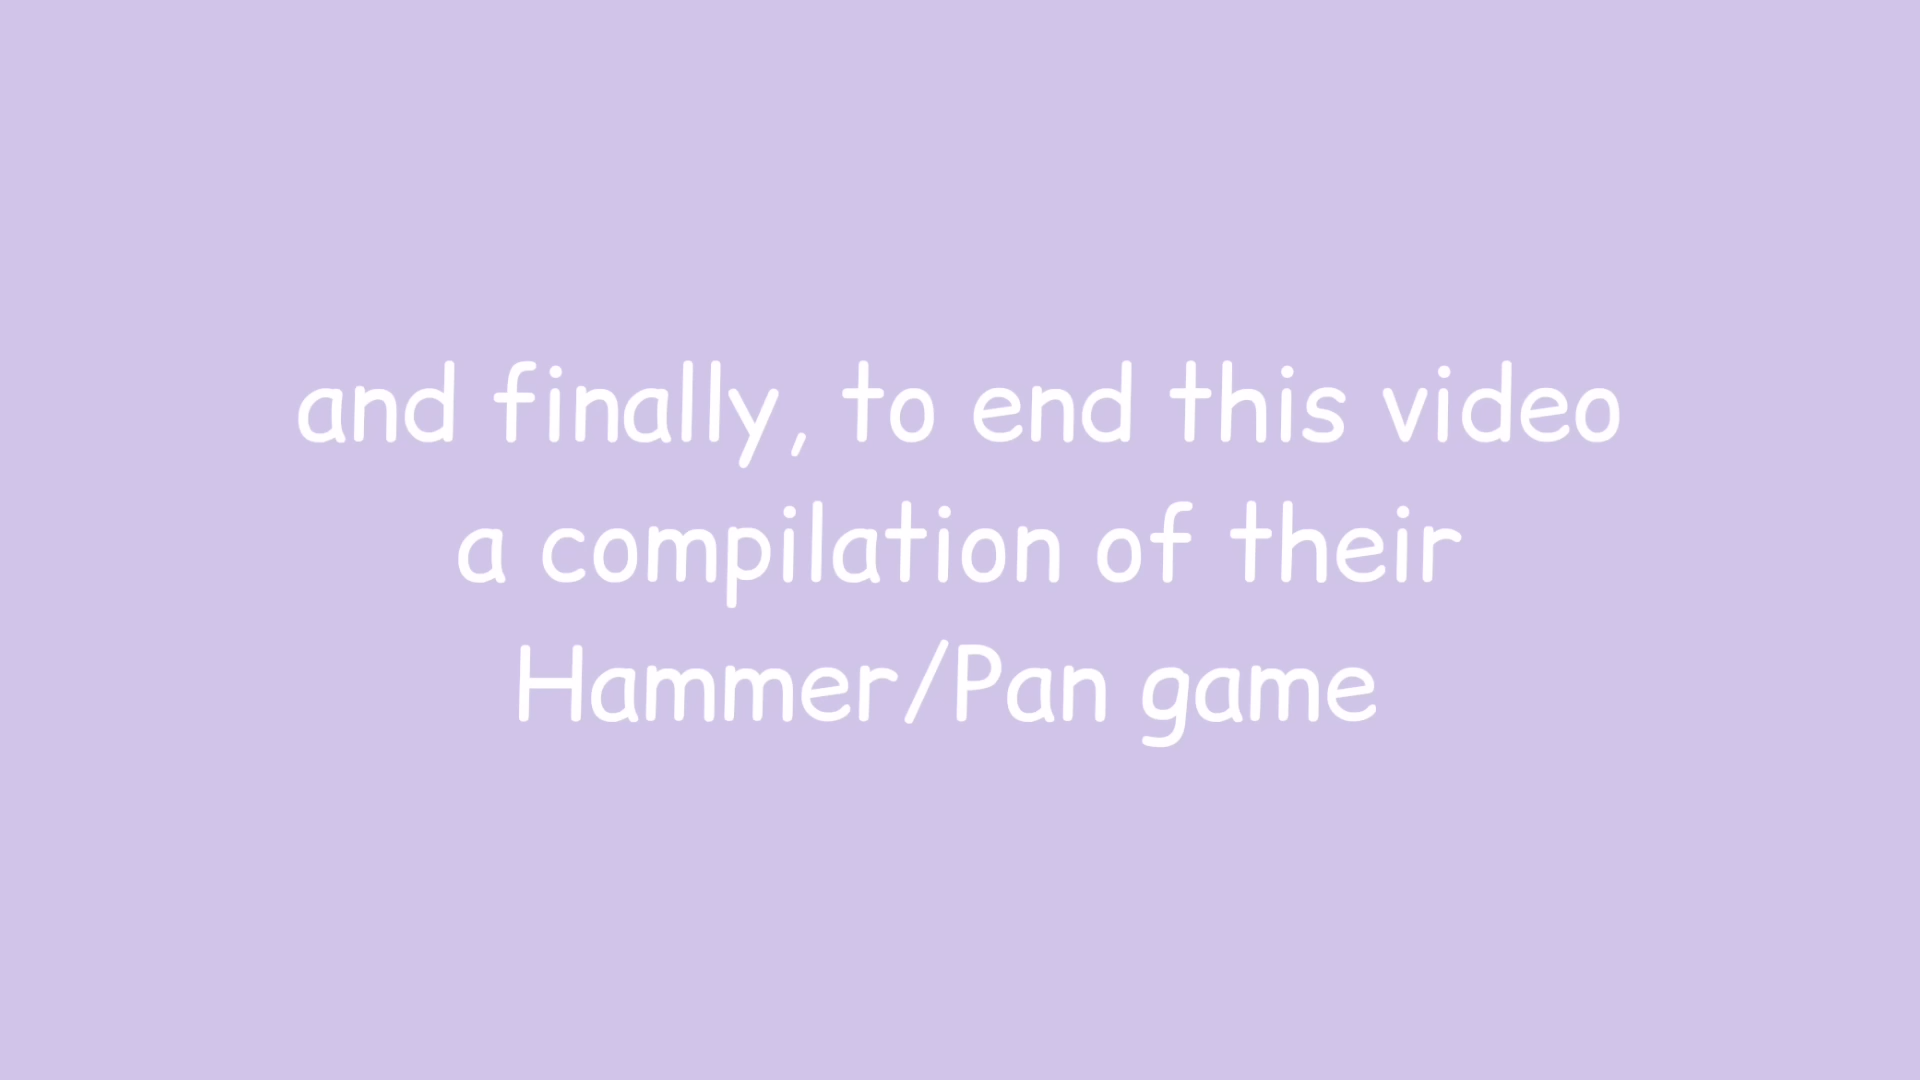 and finally, to end this video
a compilation of their
Hammer/Pan game